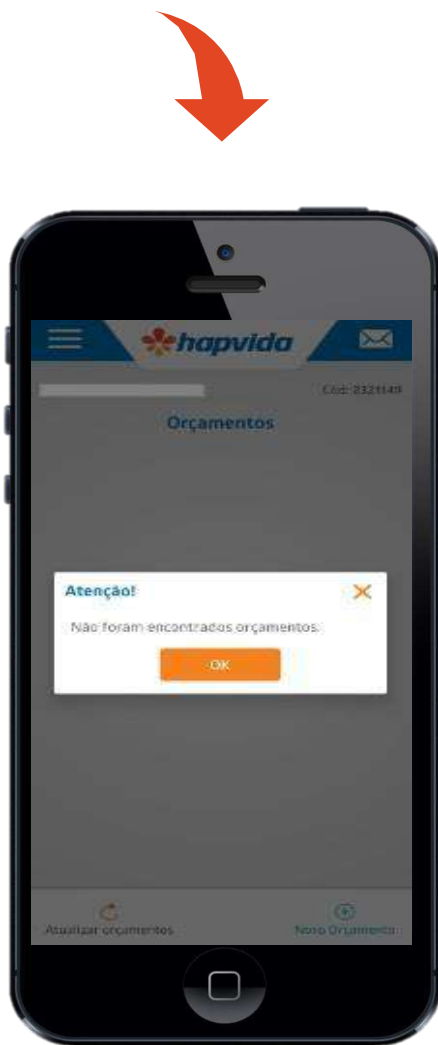 hapvida
Cód: 2321149
Orçamentos
Atenção!
Não foram encontrados orçamentos.
OK
Atualizar orçamentos
Novo Orçamento